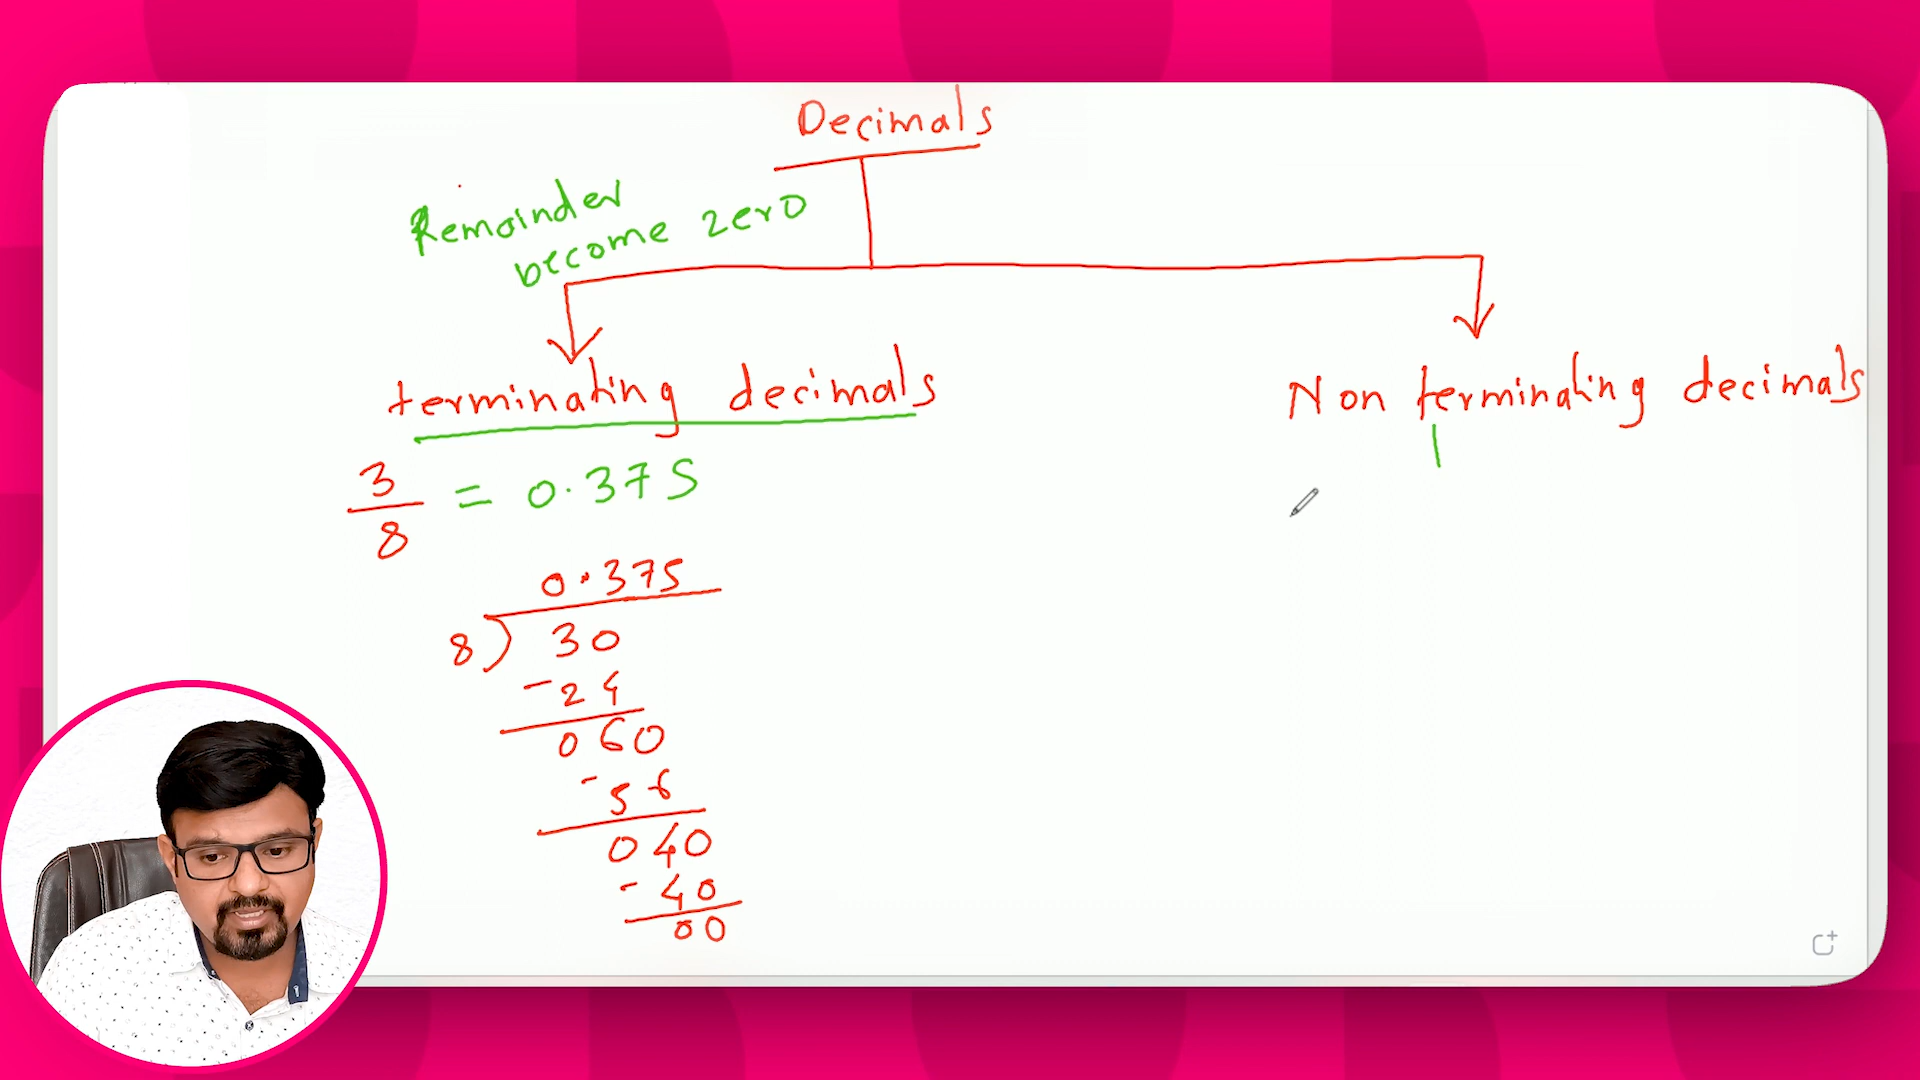 Decimals
Remainder
become zero
terminating decimals
Non terminating decimals
3
8
= 0.375
0.375
8) 30
- 24
060
- 56
040
- 40
00